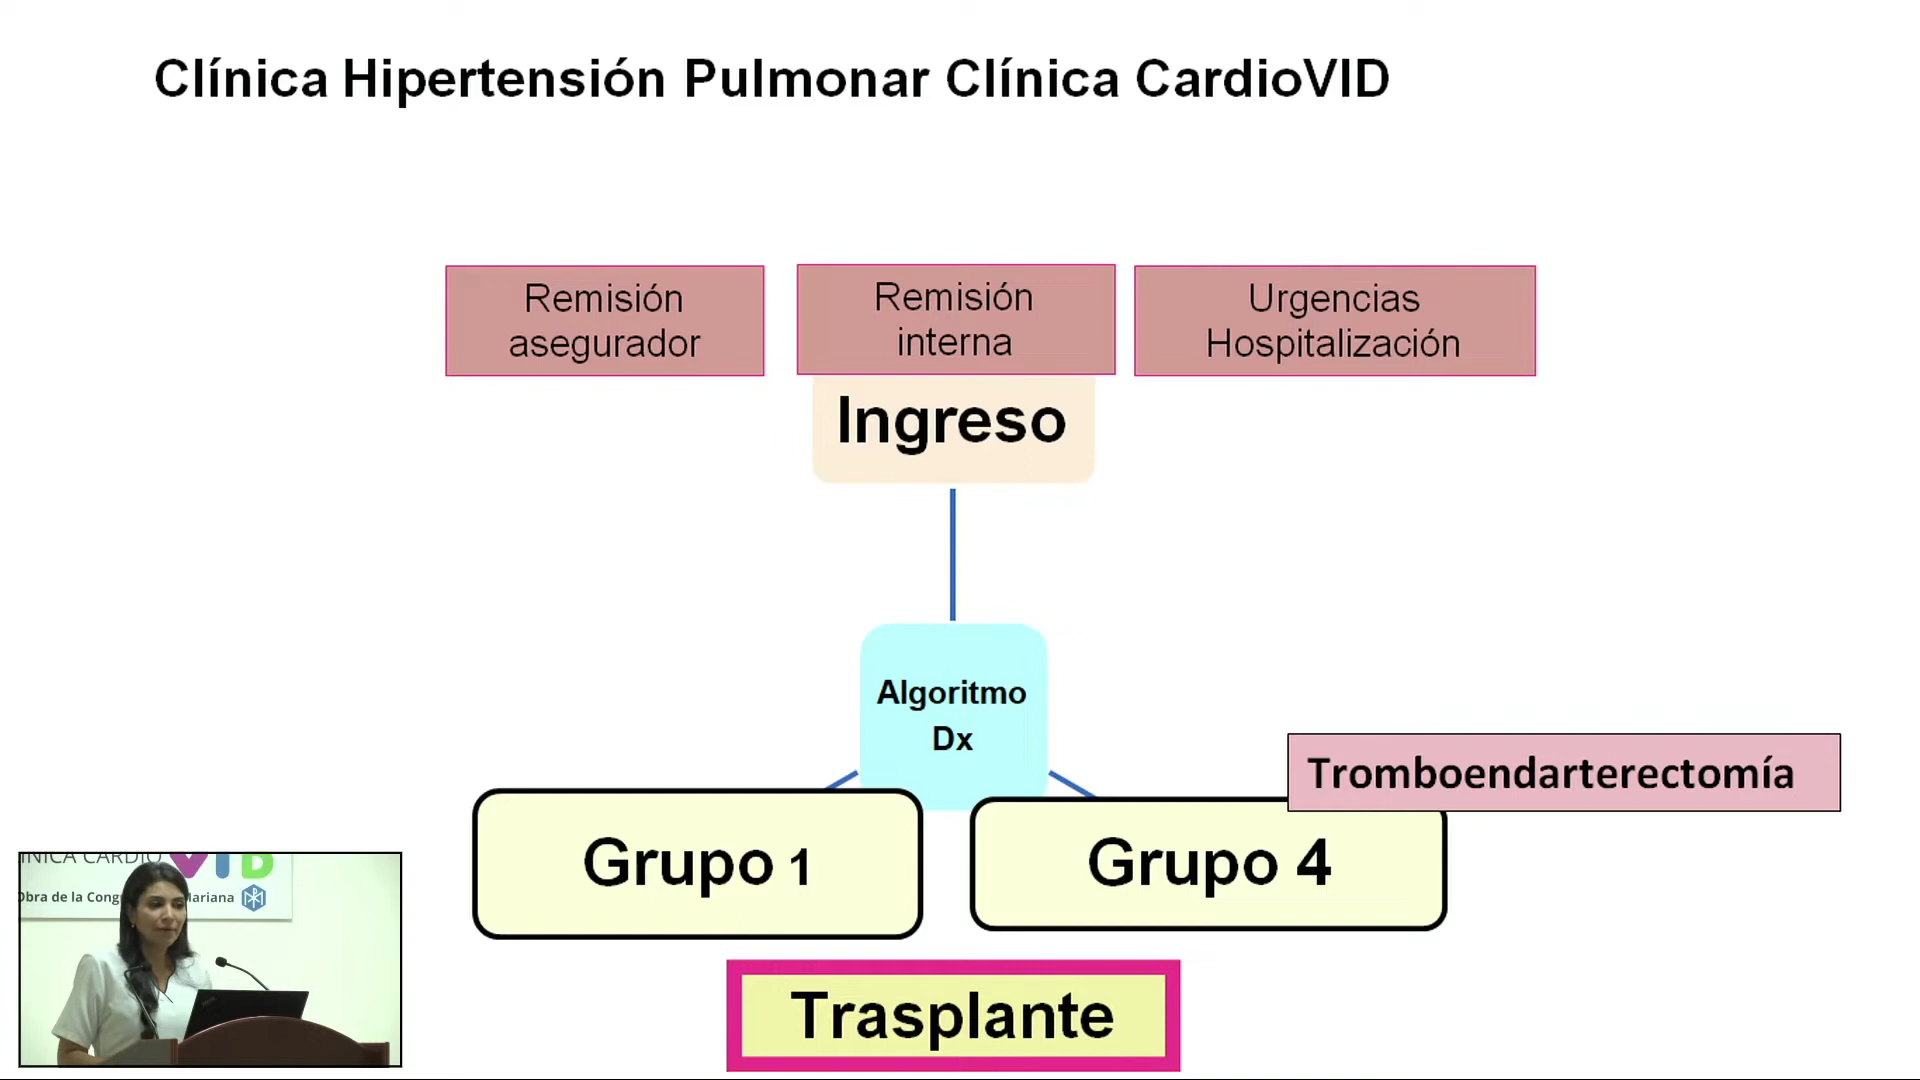 Clínica Hipertensión Pulmonar Clínica CardioVID
Remisión
asegurador
Remisión
interna
Urgencias
Hospitalización
Ingreso
Algoritmo
Dx
Tromboendarterectomía
Grupo 1
Grupo 4
Trasplante
CARDIO VID
Obra de la Cong
Mariana